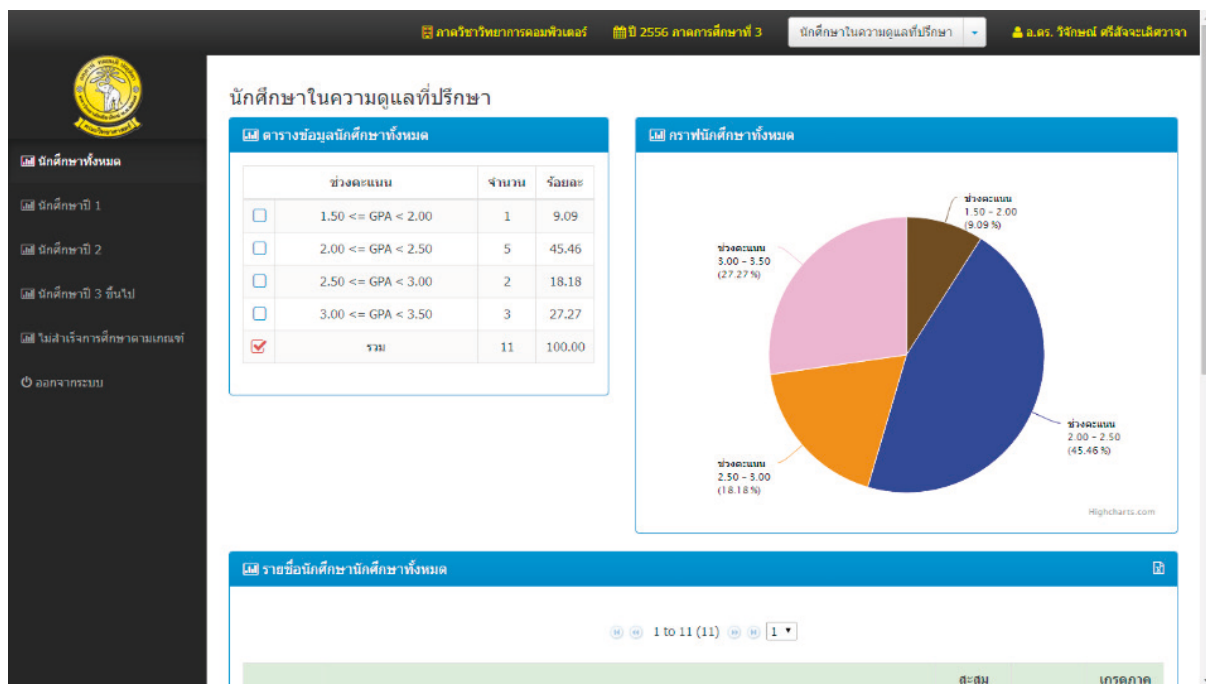 ภาควิชาวิทยาการคอมพิวเตอร์ ปี 2556 ภาคการศึกษาที่ 3 นักศึกษาในความดูแลที่ปรึกษา อ.ดร. วิจักษณ์ ศรีสัจจะเลิศวาจา
นักศึกษาทั้งหมด
นักศึกษาปี 1
นักศึกษาปี 2
นักศึกษาปี 3 ขึ้นไป
ไม่สำเร็จการศึกษาตามเกณฑ์
ออกจากระบบ
นักศึกษาในความดูแลที่ปรึกษา
ตารางข้อมูลนักศึกษาทั้งหมด
ช่วงคะแนน จำนวน ร้อยละ
1.50 <= GPA < 2.00 1 9.09
2.00 <= GPA < 2.50 5 45.46
2.50 <= GPA < 3.00 2 18.18
3.00 <= GPA < 3.50 3 27.27
รวม 11 100.00
กราฟนักศึกษาทั้งหมด
ช่วงคะแนน
1.50 - 2.00
(9.09 %)
ช่วงคะแนน
3.00 - 3.50
(27.27 %)
ช่วงคะแนน
2.00 - 2.50
(45.46 %)
ช่วงคะแนน
2.50 - 3.00
(18.18 %)
Highcharts.com
รายชื่อนักศึกษานักศึกษาทั้งหมด
1 to 11 (11) 1
สะสม เกรดภาค